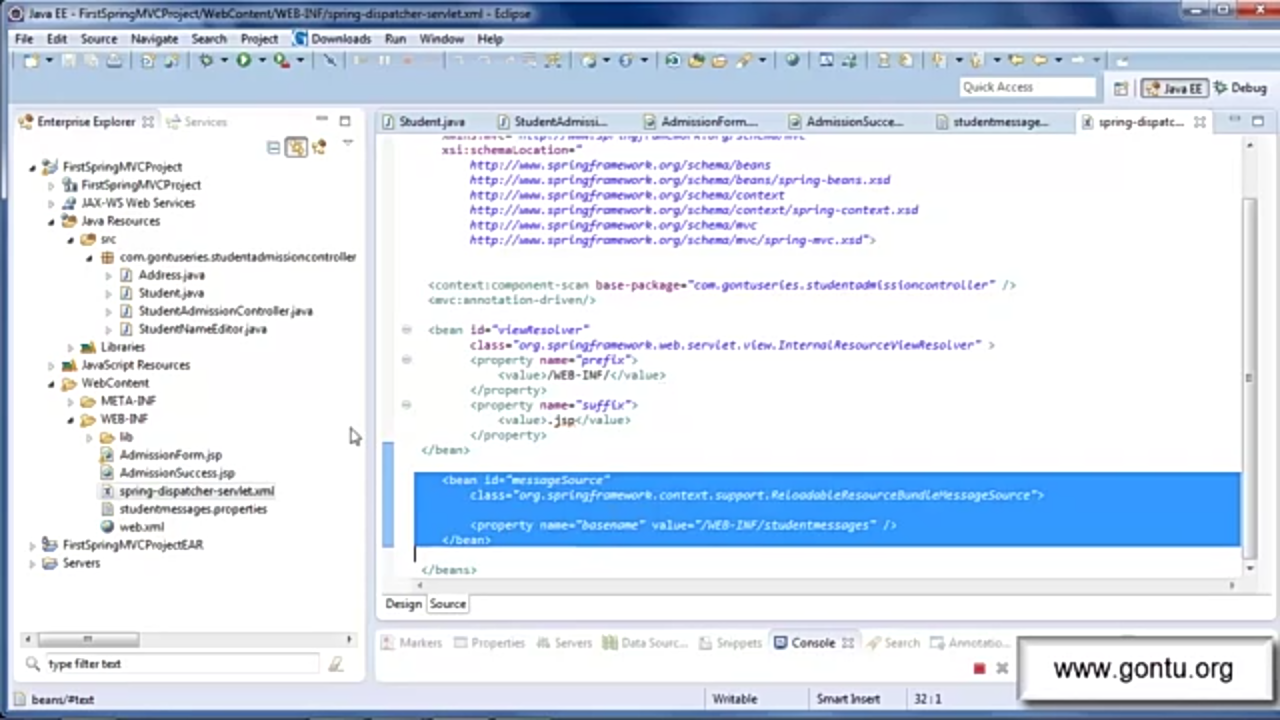 Java EE - FirstSpringMVCProject/WebContent/WEB-INF/spring-dispatcher-servlet.xml - Eclipse
File Edit Source Navigate Search Project Downloads Run Window Help
Quick Access Java EE Debug
Enterprise Explorer Services
FirstSpringMVCProject
FirstSpringMVCProject
JAX-WS Web Services
Java Resources
src
com.gontuseries.studentadmissioncontroller
Address.java
Student.java
StudentAdmissionController.java
StudentNameEditor.java
Libraries
JavaScript Resources
WebContent
META-INF
WEB-INF
lib
AdmissionForm.jsp
AdmissionSuccess.jsp
spring-dispatcher-servlet.xml
studentmessages.properties
web.xml
FirstSpringMVCProjectEAR
Servers
type filter text
Student.java StudentAdmissi... AdmissionForm.... AdmissionSucce... studentmessage... spring-dispatc...
xmlns:mvc="http://www.springframework.org/schema/mvc"
xsi:schemaLocation="
http://www.springframework.org/schema/beans
http://www.springframework.org/schema/beans/spring-beans.xsd
http://www.springframework.org/schema/context
http://www.springframework.org/schema/context/spring-context.xsd
http://www.springframework.org/schema/mvc
http://www.springframework.org/schema/mvc/spring-mvc.xsd">
<context:component-scan base-package="com.gontuseries.studentadmissioncontroller" />
<mvc:annotation-driven/>
<bean id="viewResolver"
class="org.springframework.web.servlet.view.InternalResourceViewResolver" >
<property name="prefix">
<value>/WEB-INF/</value>
</property>
<property name="suffix">
<value>.jsp</value>
</property>
</bean>
<bean id="messageSource"
class="org.springframework.context.support.ReloadableResourceBundleMessageSource">
<property name="basename" value="/WEB-INF/studentmessages" />
</bean>
</beans>
Design Source
Markers Properties Servers Data Sourc... Snippets Console Search Annotatio...
www.gontu.org
beans/#text Writable Smart Insert 32 : 1